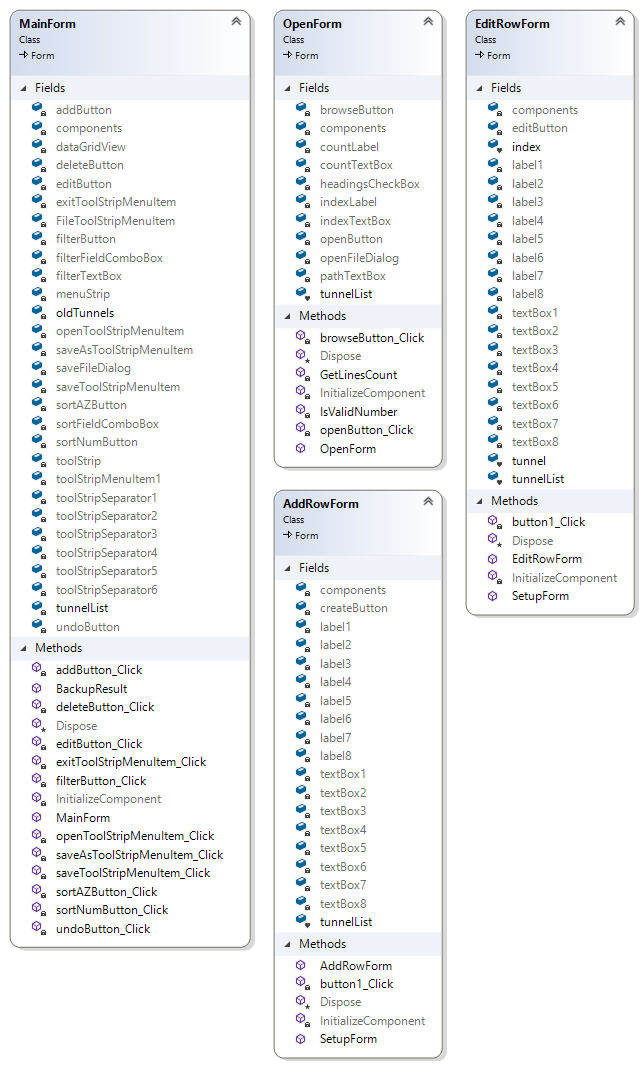 MainForm
Class
Form
Fields
addButton
components
dataGridView
deleteButton
editButton
exitToolStripMenuItem
FileToolStripMenuItem
filterButton
filterFieldComboBox
filterTextBox
menuStrip
oldTunnels
openToolStripMenuItem
saveAsToolStripMenuItem
saveFileDialog
saveToolStripMenuItem
sortAZButton
sortFieldComboBox
sortNumButton
toolStrip
toolStripMenuItem1
toolStripSeparator1
toolStripSeparator2
toolStripSeparator3
toolStripSeparator4
toolStripSeparator5
toolStripSeparator6
tunnelList
undoButton
Methods
addButton_Click
BackupResult
deleteButton_Click
Dispose
editButton_Click
exitToolStripMenuItem_Click
filterButton_Click
InitializeComponent
MainForm
openToolStripMenuItem_Click
saveAsToolStripMenuItem_Click
saveToolStripMenuItem_Click
sortAZButton_Click
sortNumButton_Click
undoButton_Click
OpenForm
Class
Form
Fields
browseButton
components
countLabel
countTextBox
headingsCheckBox
indexLabel
indexTextBox
openButton
openFileDialog
pathTextBox
tunnelList
Methods
browseButton_Click
Dispose
GetLinesCount
InitializeComponent
IsValidNumber
openButton_Click
OpenForm
AddRowForm
Class
Form
Fields
components
createButton
label1
label2
label3
label4
label5
label6
label7
label8
textBox1
textBox2
textBox3
textBox4
textBox5
textBox6
textBox7
textBox8
tunnelList
Methods
AddRowForm
button1_Click
Dispose
InitializeComponent
SetupForm
EditRowForm
Class
Form
Fields
components
editButton
index
label1
label2
label3
label4
label5
label6
label7
label8
textBox1
textBox2
textBox3
textBox4
textBox5
textBox6
textBox7
textBox8
tunnel
tunnelList
Methods
button1_Click
Dispose
EditRowForm
InitializeComponent
SetupForm